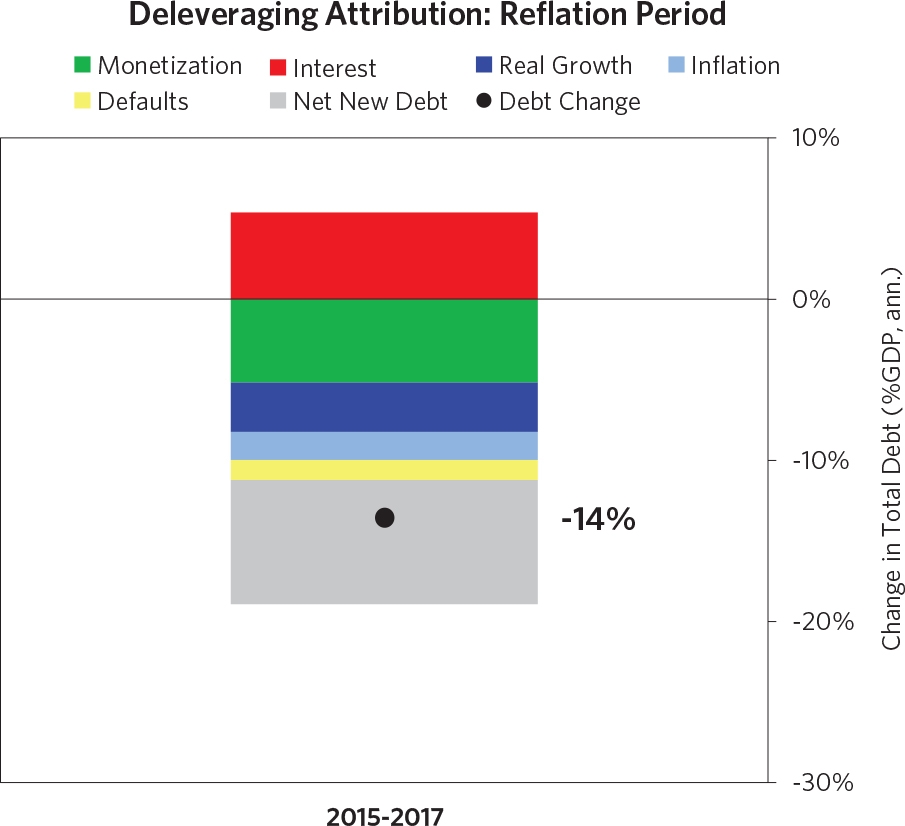 Deleveraging Attribution: Reflation Period
Monetization Interest Real Growth Inflation
Defaults Net New Debt Debt Change
10%
0%
-10%
-14%
-20%
-30%
Change in Total Debt (%GDP, ann.)
2015-2017